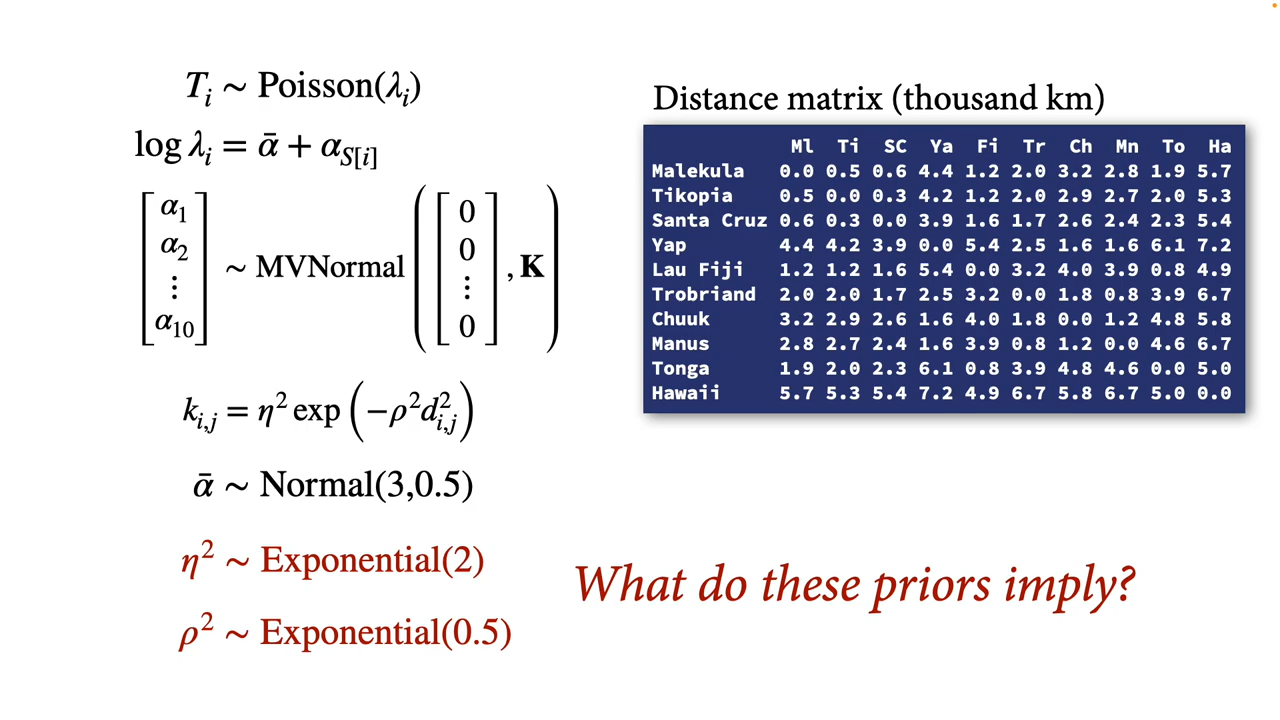 Tᵢ ~ Poisson(λᵢ)
log λᵢ = ᾱ + α_S[i]
[α₁ α₂ ⋮ α₁₀] ~ MVNormal([0 0 ⋮ 0], K)
k_i,j = η² exp(−ρ²d²_i,j)
ᾱ ~ Normal(3,0.5)
η² ~ Exponential(2)
ρ² ~ Exponential(0.5)
Distance matrix (thousand km)
Ml Ti SC Ya Fi Tr Ch Mn To Ha
Malekula 0.0 0.5 0.6 4.4 1.2 2.0 3.2 2.8 1.9 5.7
Tikopia 0.5 0.0 0.3 4.2 1.2 2.0 2.9 2.7 2.0 5.3
Santa Cruz 0.6 0.3 0.0 3.9 1.6 1.7 2.6 2.4 2.3 5.4
Yap 4.4 4.2 3.9 0.0 5.4 2.5 1.6 1.6 6.1 7.2
Lau Fiji 1.2 1.2 1.6 5.4 0.0 3.2 4.0 3.9 0.8 4.9
Trobriand 2.0 2.0 1.7 2.5 3.2 0.0 1.8 0.8 3.9 6.7
Chuuk 3.2 2.9 2.6 1.6 4.0 1.8 0.0 1.2 4.8 5.8
Manus 2.8 2.7 2.4 1.6 3.9 0.8 1.2 0.0 4.6 6.7
Tonga 1.9 2.0 2.3 6.1 0.8 3.9 4.8 4.6 0.0 5.0
Hawaii 5.7 5.3 5.4 7.2 4.9 6.7 5.8 6.7 5.0 0.0
What do these priors imply?